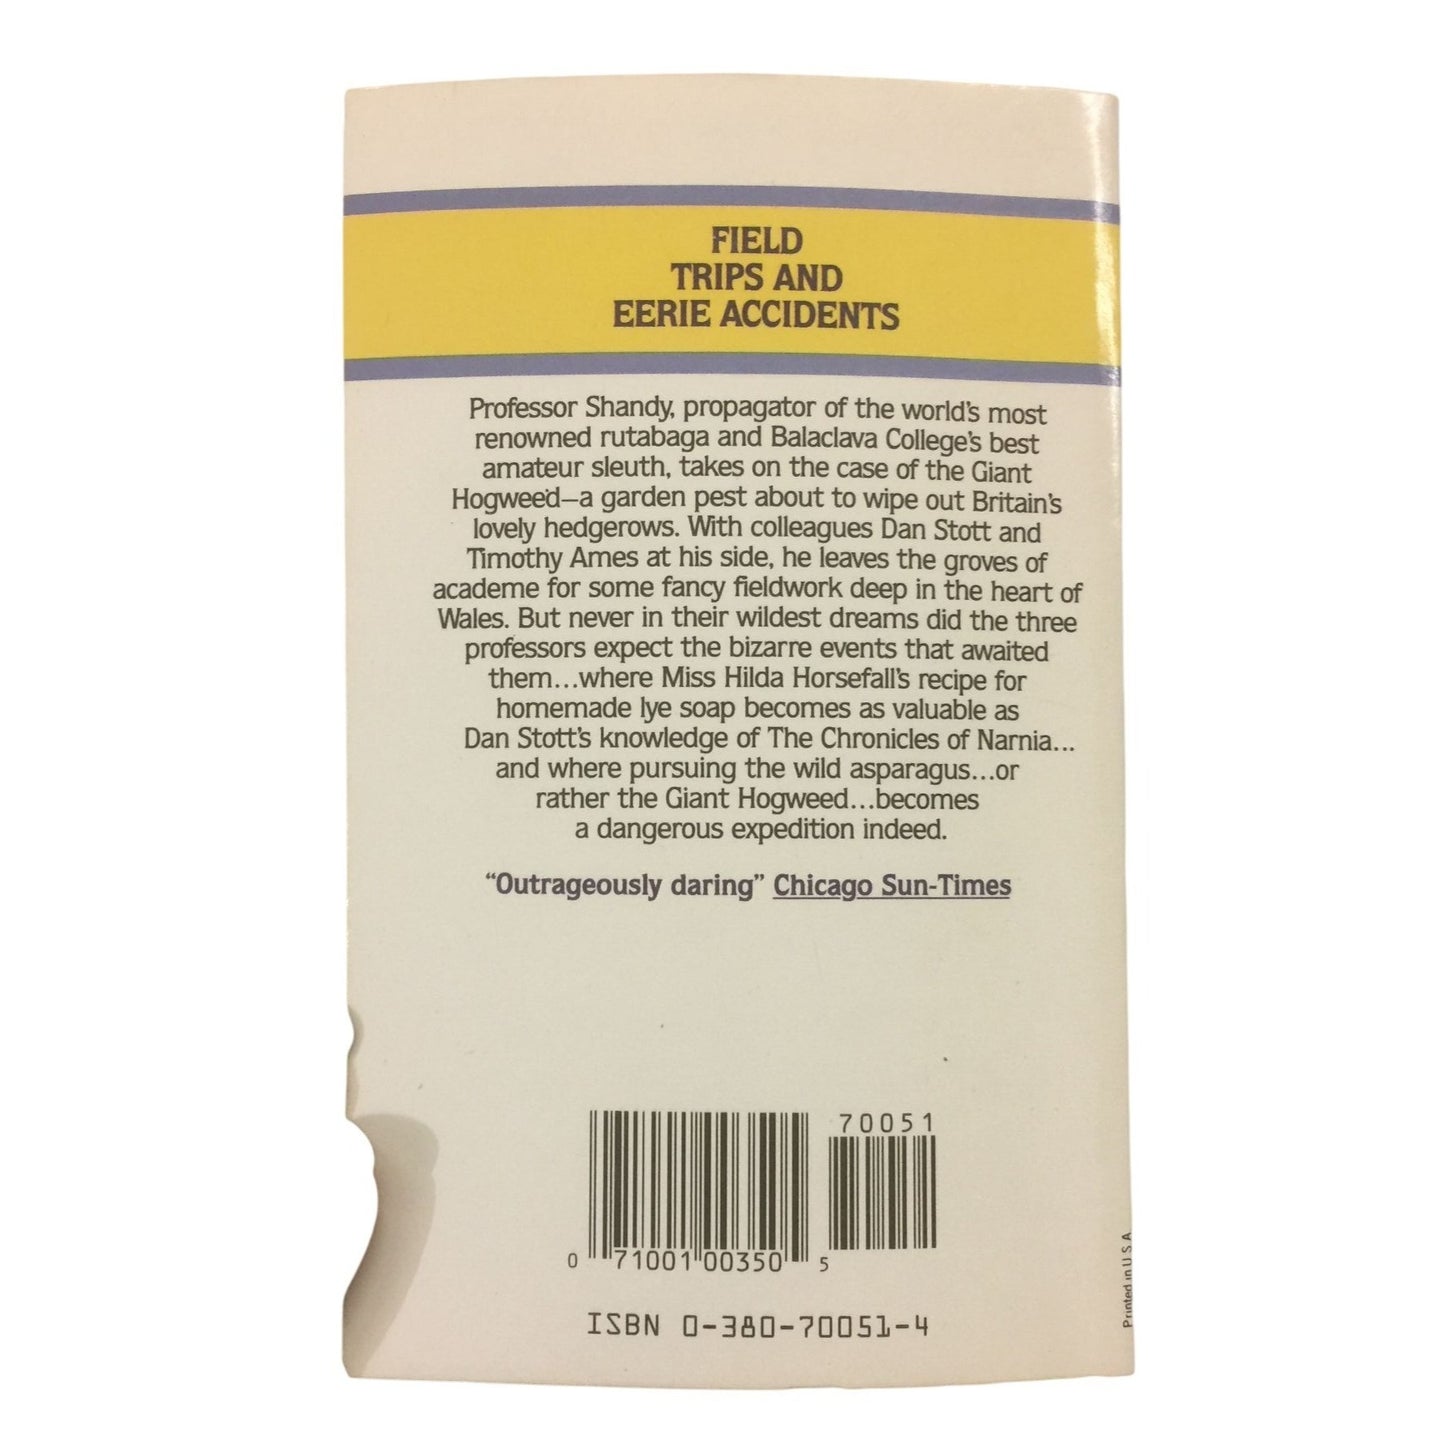 FIELD
TRIPS AND
EERIE ACCIDENTS
Professor Shandy, propagator of the world's most
renowned rutabaga and Balaclava College's best
amateur sleuth, takes on the case of the Giant
Hogweed—a garden pest about to wipe out Britain's
lovely hedgerows. With colleagues Dan Stott and
Timothy Ames at his side, he leaves the groves of
academe for some fancy fieldwork deep in the heart of
Wales. But never in their wildest dreams did the three
professors expect the bizarre events that awaited
them...where Miss Hilda Horsefall's recipe for
homemade lye soap becomes as valuable as
Dan Stott's knowledge of The Chronicles of Narnia...
and where pursuing the wild asparagus...or
rather the Giant Hogweed...becomes
a dangerous expedition indeed.
"Outrageously daring" Chicago Sun-Times
70051
0 71001 00350 5
ISBN 0-380-70051-4
Printed in U S A